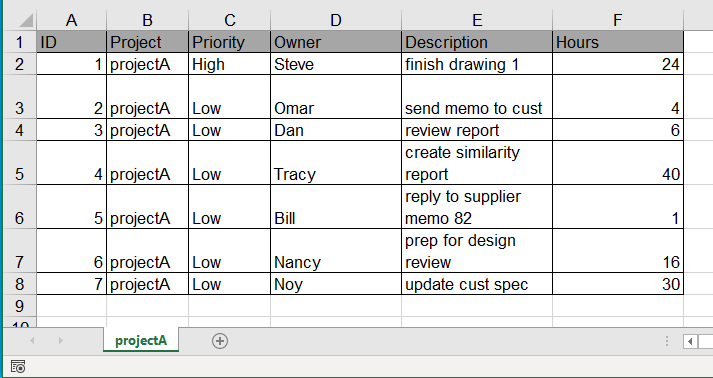 A B C D E F
1 ID Project Priority Owner Description Hours
2 1 projectA High Steve finish drawing 1 24
3 2 projectA Low Omar send memo to cust 4
4 3 projectA Low Dan review report 6
create similarity
5 4 projectA Low Tracy report 40
reply to supplier
6 5 projectA Low Bill memo 82 1
prep for design
7 6 projectA Low Nancy review 16
8 7 projectA Low Noy update cust spec 30
9
10
projectA